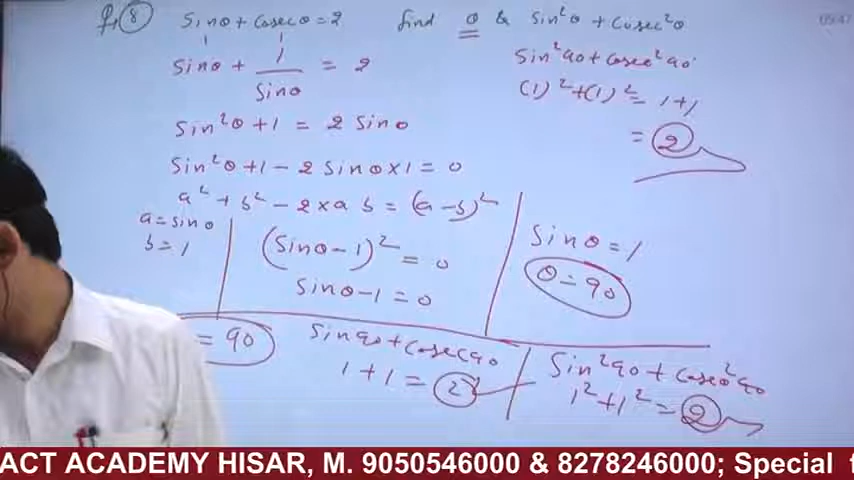 Q.8 Sinθ + Cosecθ = 2 find θ & Sin²θ + Cosec²θ
Sinθ + 1/Sinθ = 2
Sin²θ + 1 = 2 Sinθ
Sin²θ + 1 - 2 Sinθ×1 = 0
a² + b² - 2×a b = (a-b)²
a = sinθ
b = 1
(Sinθ - 1)² = 0
Sinθ - 1 = 0
Sinθ = 1
θ = 90
Sin²90 + Cosec²90
(1)² + (1)² = 1+1
= 2
= 90
Sin90 + Cosec90
1 + 1 = 2
Sin²90 + Cosec²90
1² + 1² = 2
ACT ACADEMY HISAR, M. 9050546000 & 8278246000; Special